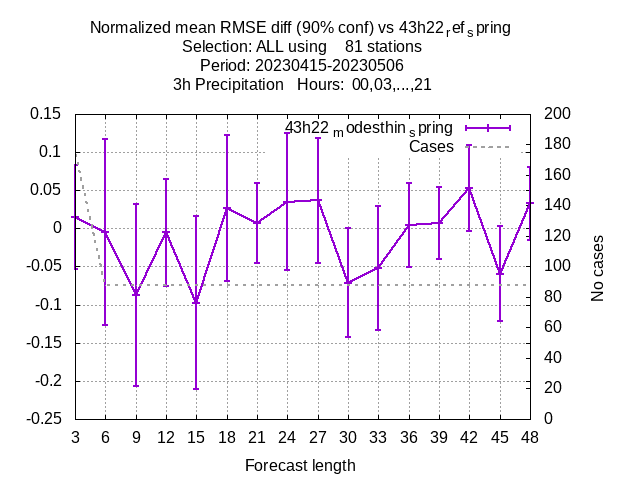 Normalized mean RMSE diff (90% conf) vs 43h22refspring
Selection: ALL using 81 stations
Period: 20230415-20230506
3h Precipitation Hours: 00,03,...,21
0.15 200
43h22 modesthinspring
0.1 180
Cases
160
0.05 140
0 120
-0.05 100
-0.1 80
-0.15 60
40
-0.2 20
-0.25 0
No cases
3 6 9 12 15 18 21 24 27 30 33 36 39 42 45 48
Forecast length